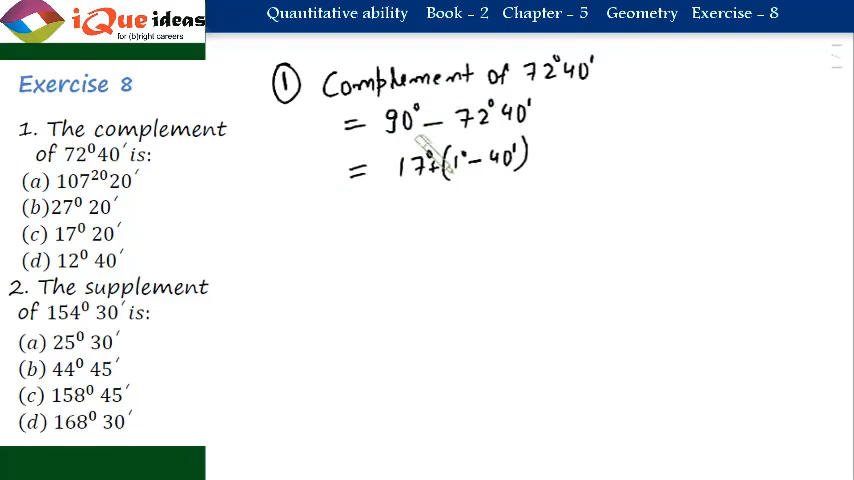 iQue ideas
for (b)right careers
Quantitative ability Book – 2 Chapter – 5 Geometry Exercise – 8
Exercise 8
1. The complement
of 72⁰40′is:
(a) 107²⁰20′
(b)27⁰ 20′
(c) 17⁰ 20′
(d) 12⁰ 40′
2. The supplement
of 154⁰ 30′is:
(a) 25⁰ 30′
(b) 44⁰ 45′
(c) 158⁰ 45′
(d) 168⁰ 30′
① Complement of 72°40′
= 90° – 72°40′
= 17°+(1°– 40′)